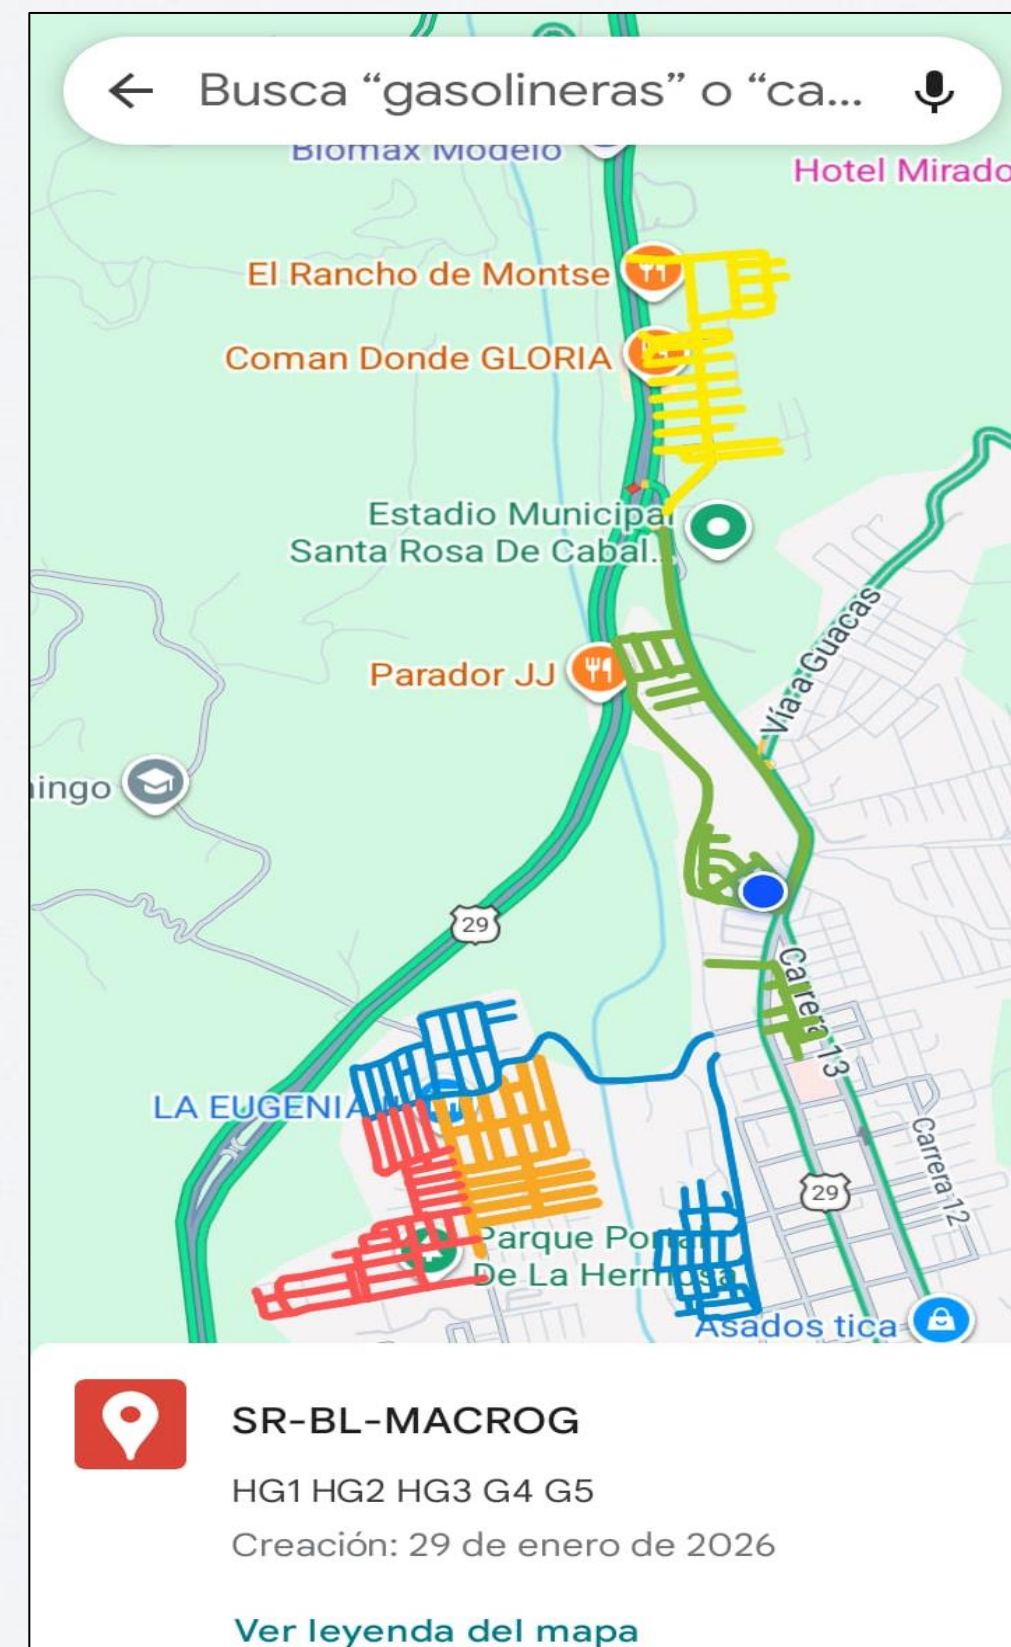 Busca “gasolineras” o “ca...
Biomax Modelo
Hotel Mirado
El Rancho de Montse
Coman Donde GLORIA
Estadio Municipal
Santa Rosa De Cabal...
Vía a Guacas
Parador JJ
ingo
29
Carrera 13
LA EUGENIA
Carrera 12
29
Parque Portal
De La Hermosa
Asados tica
SR-BL-MACROG
HG1 HG2 HG3 G4 G5
Creación: 29 de enero de 2026
Ver leyenda del mapa